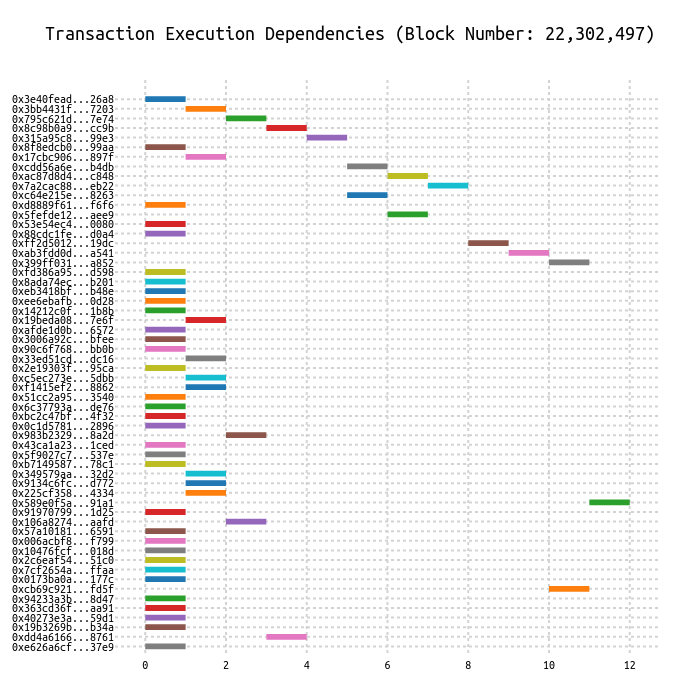 Transaction Execution Dependencies (Block Number: 22,302,497)
0x3e40fead...26a8
0x3bb4431f...7203
0x795c621d...7e74
0x8c98b0a9...cc9b
0x315a95c8...99e3
0x8f8edcb0...99aa
0x17cbc906...897f
0xcdd56a6e...b4db
0xac87d8d4...c848
0x7a2cac88...eb22
0xc64e215e...8263
0xd8889f61...f6f6
0x5fefde12...aee9
0x53e54ec4...0080
0x88cdc1fe...d0a4
0xff2d5012...19dc
0xab3fdd0d...a541
0x399ff031...a852
0xfd386a95...d598
0x8ada74ec...b201
0xeb3418bf...b48e
0xee6ebafb...0d28
0x14212c0f...1b8b
0x19beda08...7e6f
0xafde1d0b...6572
0x3006a92c...bfee
0x90c6f768...bb0b
0x33ed51cd...dc16
0x2e19303f...95ca
0xc5ec273e...5dbb
0xf1415ef2...8862
0x51cc2a95...3540
0x6c37793a...de76
0xbc2c47bf...4f32
0x0c1d5781...2896
0x983b2329...8a2d
0x43ca1a23...1ced
0x5f9027c7...537e
0xb7149587...78c1
0x349579aa...32d2
0x9134c6fc...d772
0x225cf358...4334
0x589e0f5a...91a1
0x91970799...1d25
0x106a8274...aafd
0x57a10181...6591
0x006acbf8...f799
0x10476fcf...018d
0x2c6eaf54...51c0
0x7cf2654a...ffaa
0x0173ba0a...177c
0xcb69c921...fd5f
0x94233a3b...8d47
0x363cd36f...aa91
0x40273e3a...59d1
0x19b3269b...b34a
0xdd4a6166...8761
0xe626a6cf...37e9
0 2 4 6 8 10 12